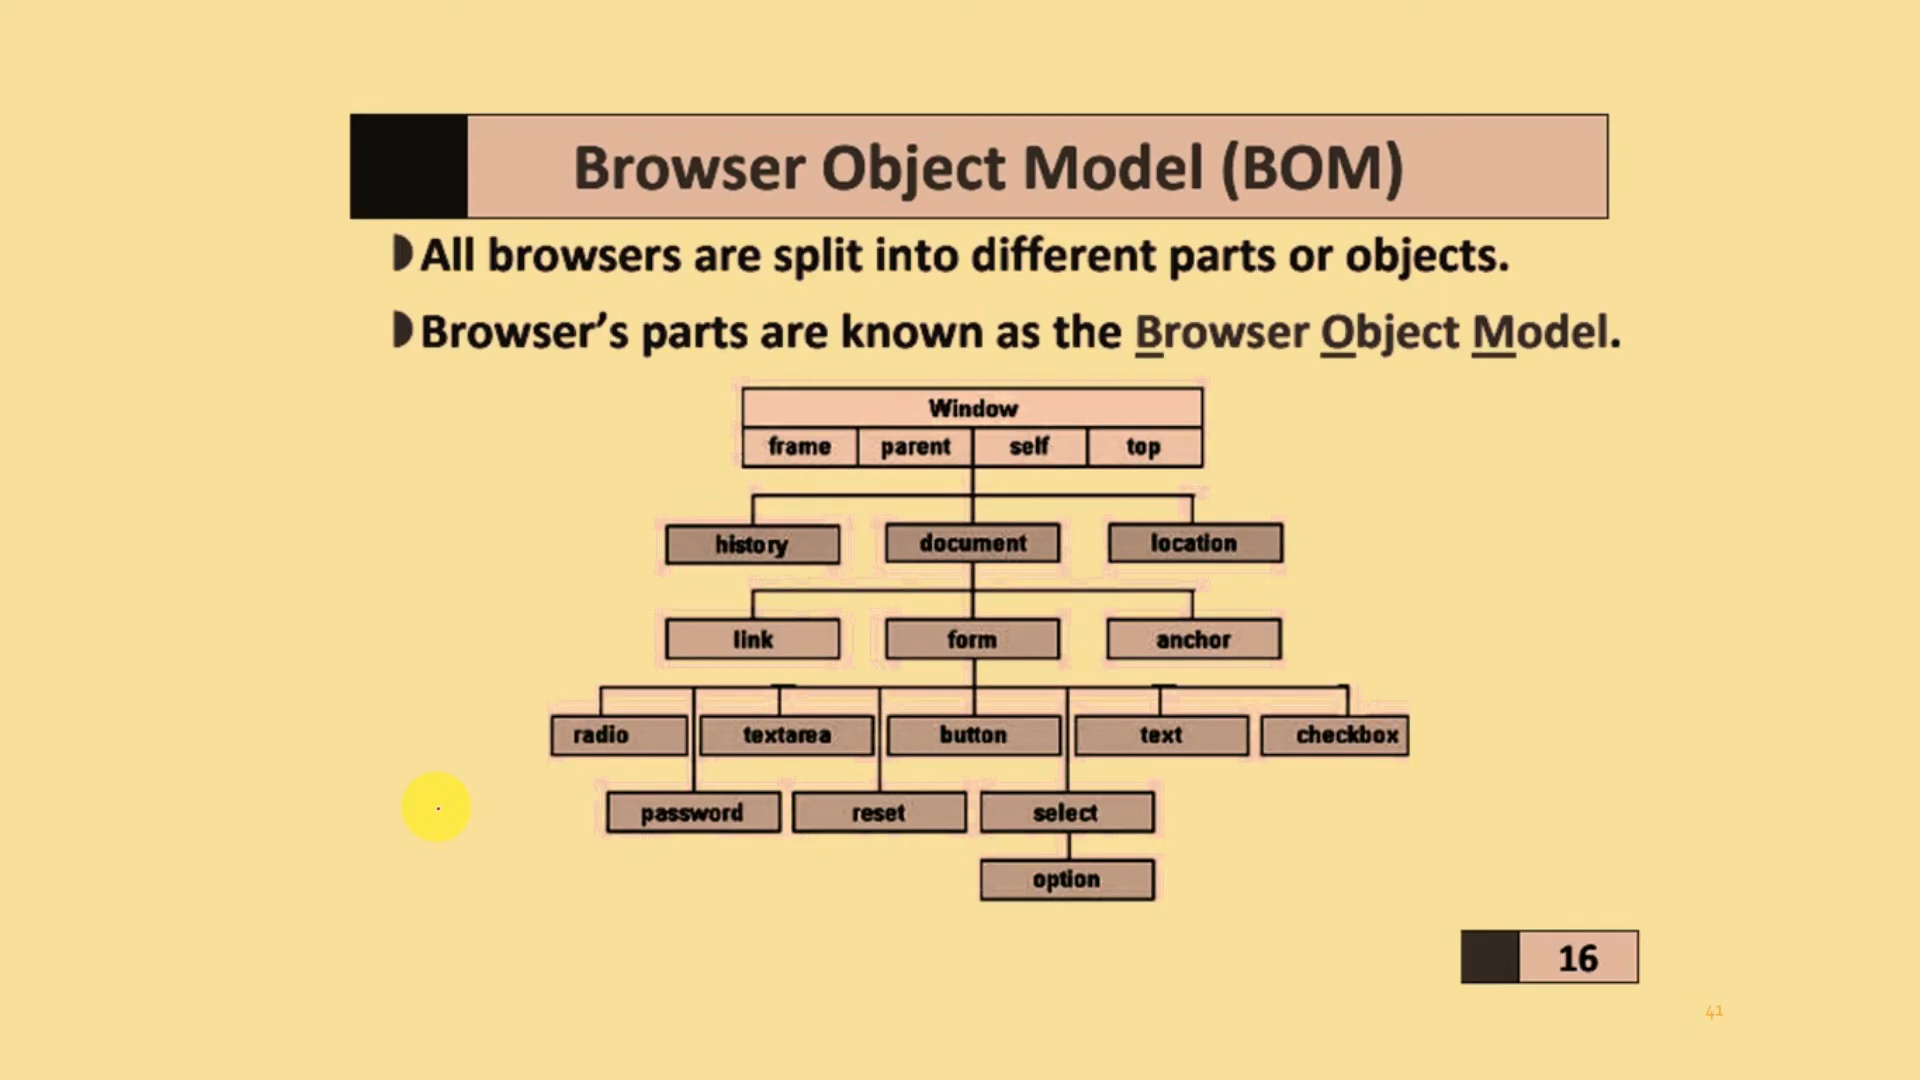 Browser Object Model (BOM)
All browsers are split into different parts or objects.
Browser’s parts are known as the Browser Object Model.
Window
frame parent self top
history document location
link form anchor
radio textarea button text checkbox
password reset select
option
16
41